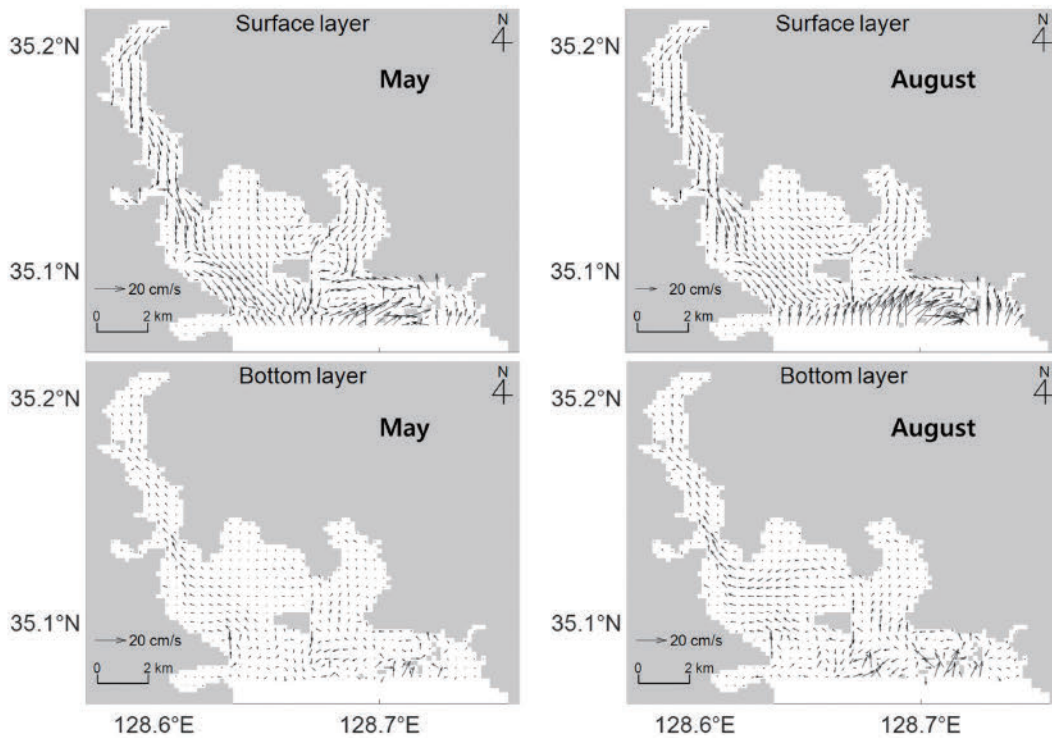 Surface layer
N
35.2°N
May
35.1°N
20 cm/s
0 2 km
Surface layer
N
35.2°N
August
35.1°N
20 cm/s
0 2 km
Bottom layer
N
35.2°N
May
35.1°N
20 cm/s
0 2 km
128.6°E 128.7°E
Bottom layer
N
35.2°N
August
35.1°N
20 cm/s
0 2 km
128.6°E 128.7°E